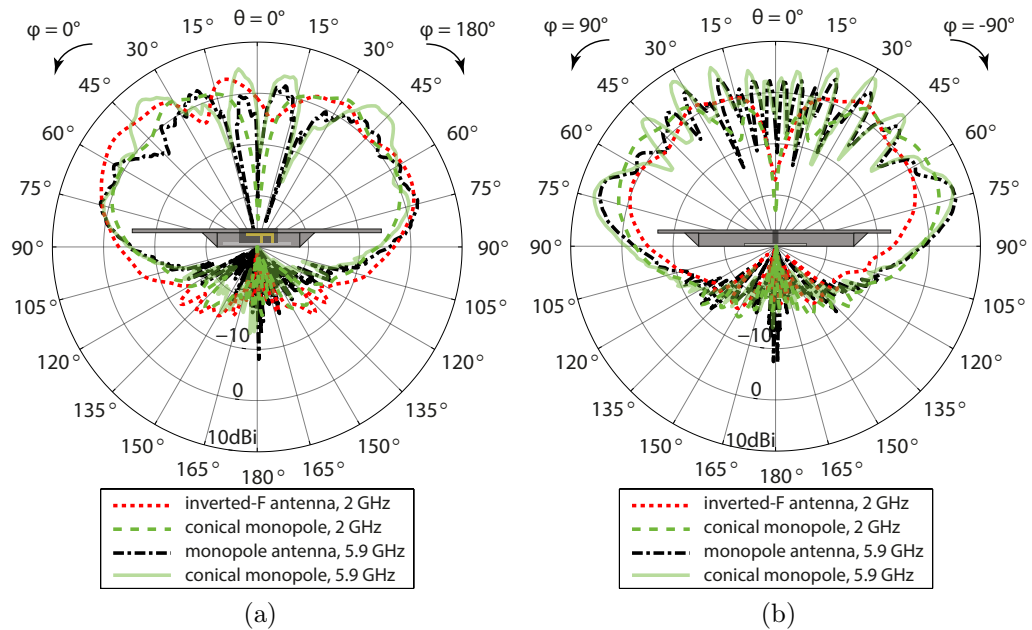 φ = 0° θ = 0° φ = 180°
15° 15°
30° 30°
45° 45°
60° 60°
75° 75°
90° 90°
105° 105°
120° 120°
135° 135°
150° 150°
165° 165°
180°
−10
0
10dBi
inverted-F antenna, 2 GHz
conical monopole, 2 GHz
monopole antenna, 5.9 GHz
conical monopole, 5.9 GHz
(a)
φ = 90° θ = 0° φ = -90°
15° 15°
30° 30°
45° 45°
60° 60°
75° 75°
90° 90°
105° 105°
120° 120°
135° 135°
150° 150°
165° 165°
180°
−10
0
10dBi
inverted-F antenna, 2 GHz
conical monopole, 2 GHz
monopole antenna, 5.9 GHz
conical monopole, 5.9 GHz
(b)